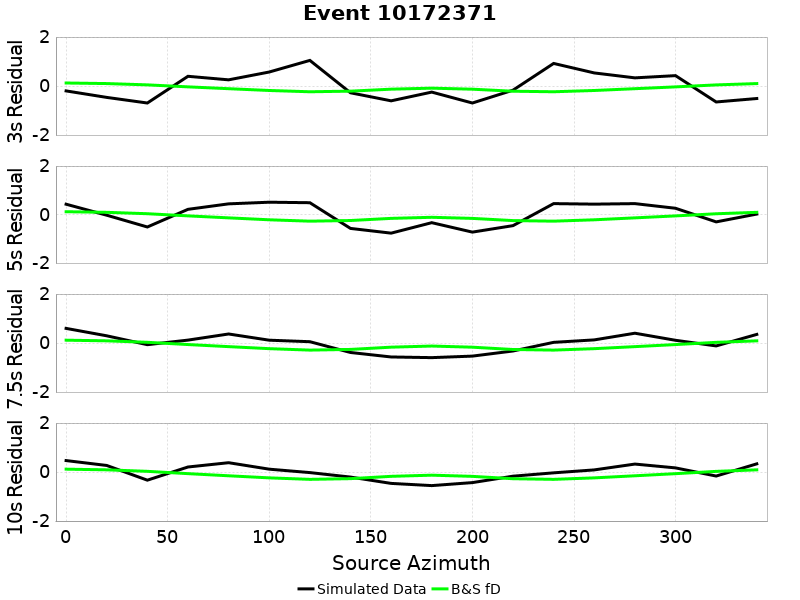 Event 10172371
3s Residual
2
0
-2
5s Residual
2
0
-2
7.5s Residual
2
0
-2
10s Residual
2
0
-2
0 50 100 150 200 250 300
Source Azimuth
Simulated Data B&S fD